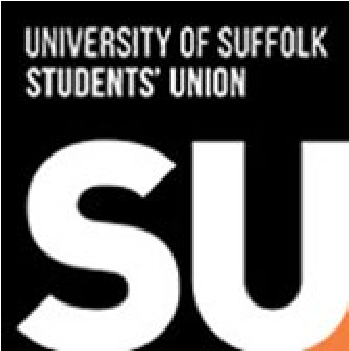 UNIVERSITY OF SUFFOLK
STUDENTS' UNION
SU